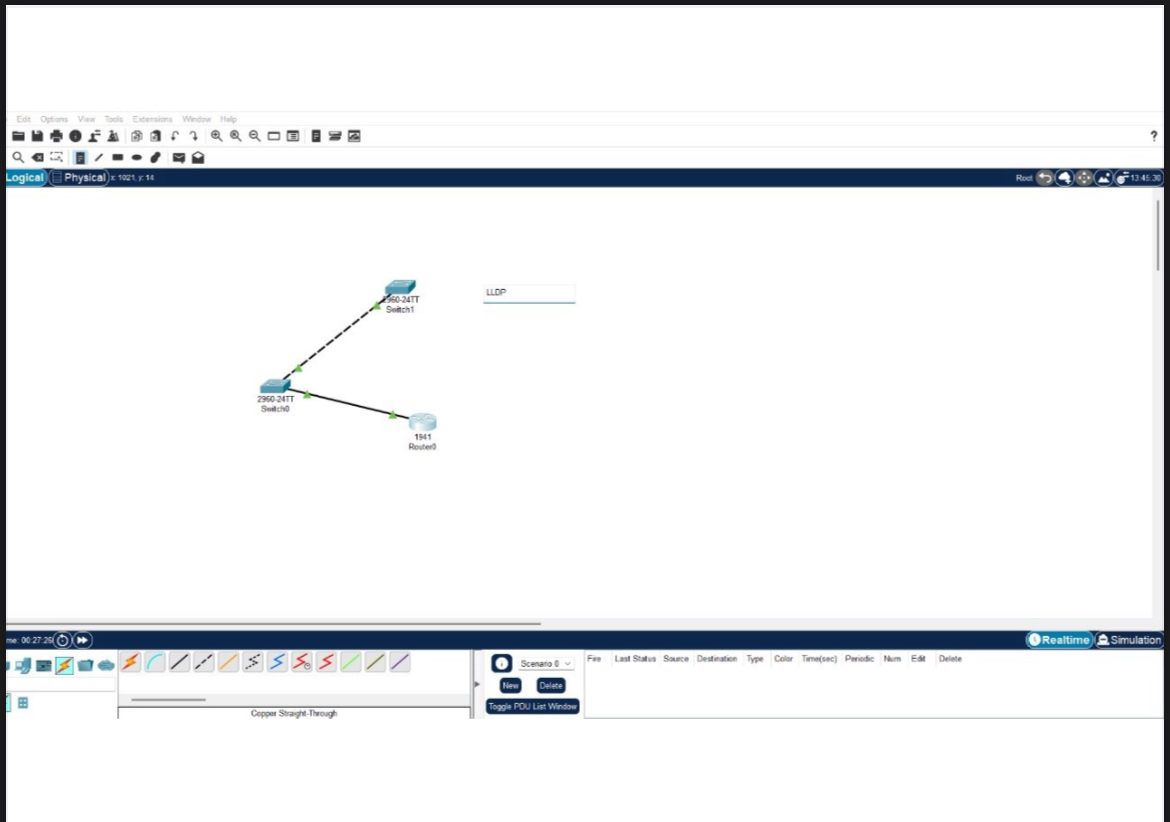 Edit Options View Tools Extensions Window Help
?
Logical Physical x: 1021, y: 14 Root 13:45:30
2960-24TT
Switch1
LLDP
2960-24TT
Switch0
1941
Router0
me: 00:27:26 Realtime Simulation
Scenario 0
New Delete
Toggle PDU List Window
Fire Last Status Source Destination Type Color Time(sec) Periodic Num Edit Delete
Copper Straight-Through